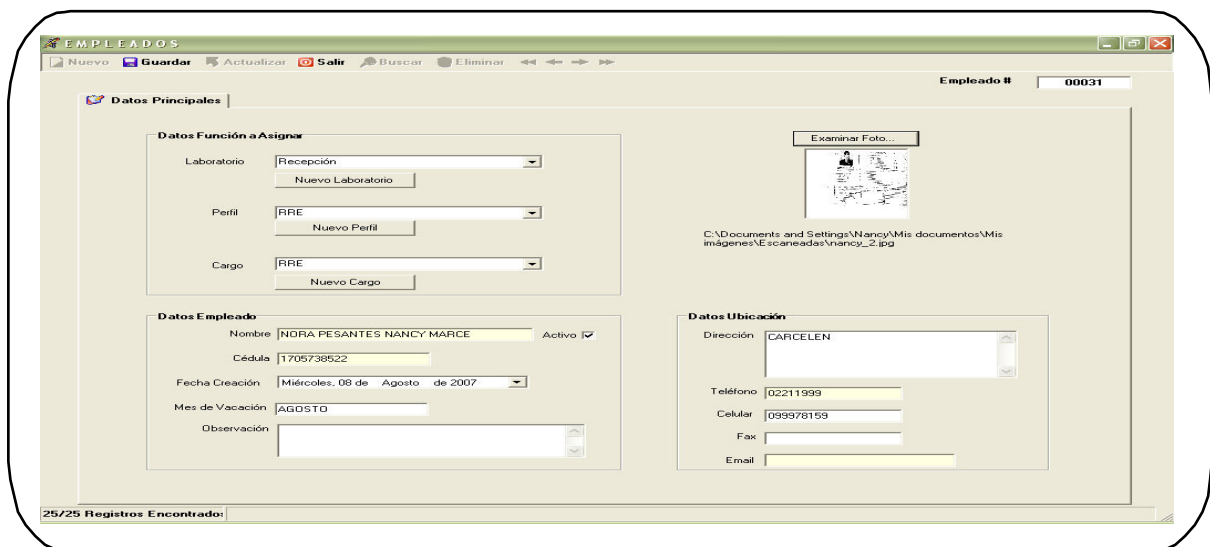 EMPLEADOS
Nuevo Guardar Actualizar Salir Buscar Eliminar
Empleado # 00031
Datos Principales
Datos Función a Asignar
Examinar Foto...
Laboratorio Recepción
Nuevo Laboratorio
Perfil RRE
Nuevo Perfil
C:\Documents and Settings\Nancy\Mis documentos\Mis
imágenes\Escaneadas\nancy_2.jpg
Cargo RRE
Nuevo Cargo
Datos Empleado
Nombre NORA PESANTES NANCY MARCE Activo
Cédula 1705738522
Fecha Creación Miércoles, 08 de Agosto de 2007
Mes de Vacación AGOSTO
Observación
Datos Ubicación
Dirección CARCELEN
Teléfono 02211999
Celular 099978159
Fax
Email
25/25 Registros Encontrado: